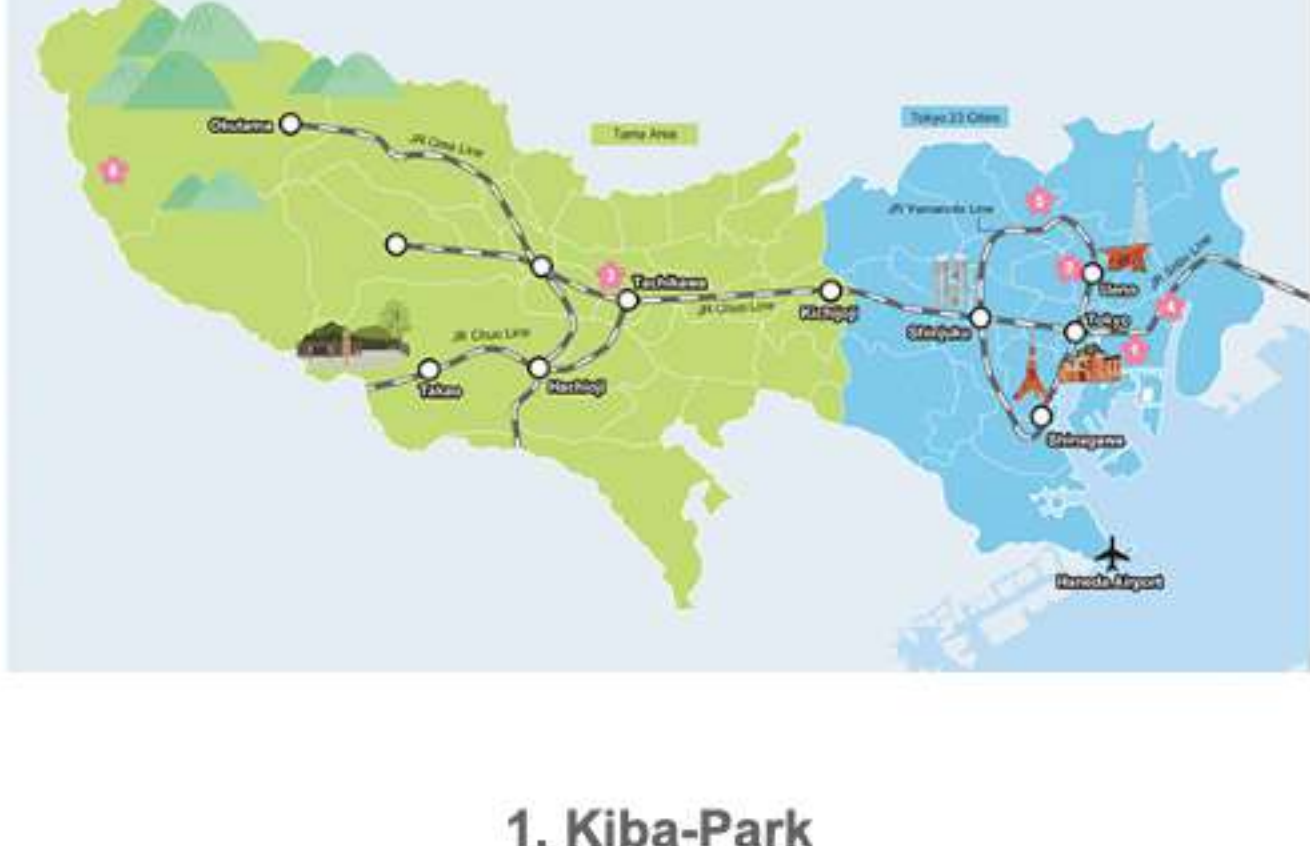 Tokyo 23 Cities
Okutama
Tama Area
JR Ome Line
JR Yamanote Line
JR Sobu Line
Tachikawa
Ueno
JR Chuo Line
Kichijoji
Shinjuku
Tokyo
JR Chuo Line
Takao
Hachioji
Shinagawa
Haneda Airport
1. Kiba-Park